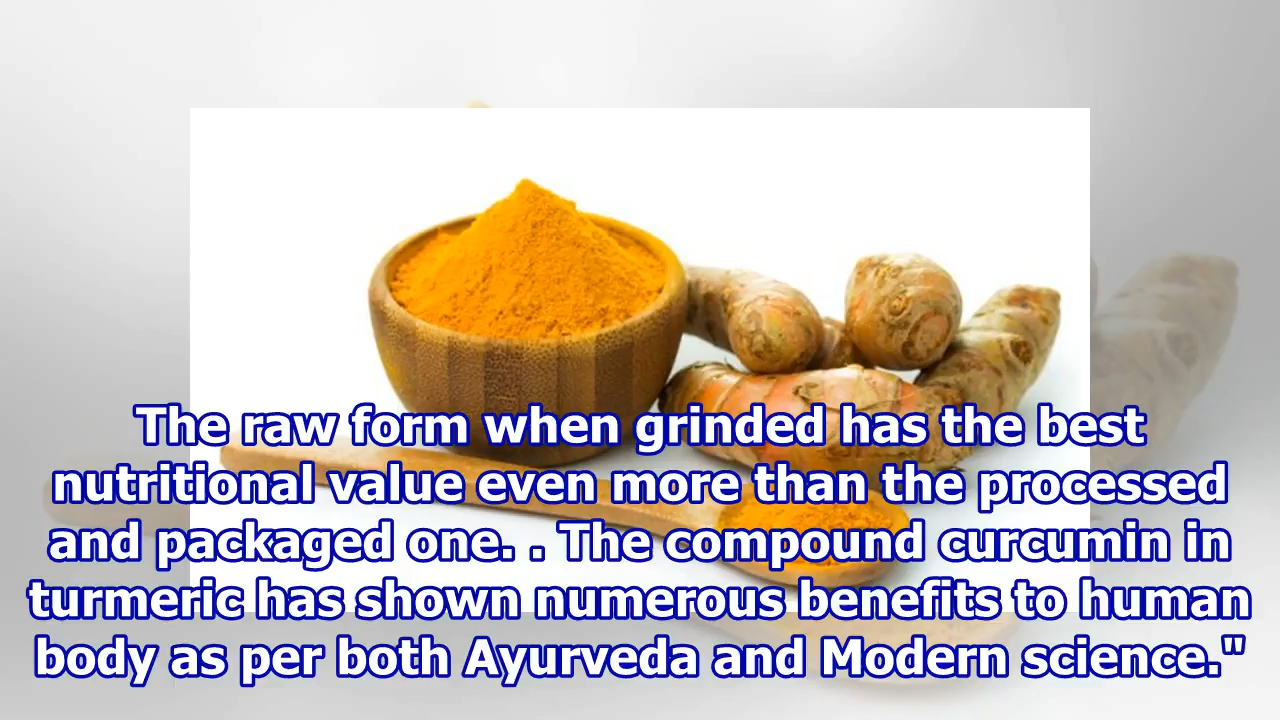 The raw form when grinded has the best
nutritional value even more than the processed
and packaged one. . The compound curcumin in
turmeric has shown numerous benefits to human
body as per both Ayurveda and Modern science."